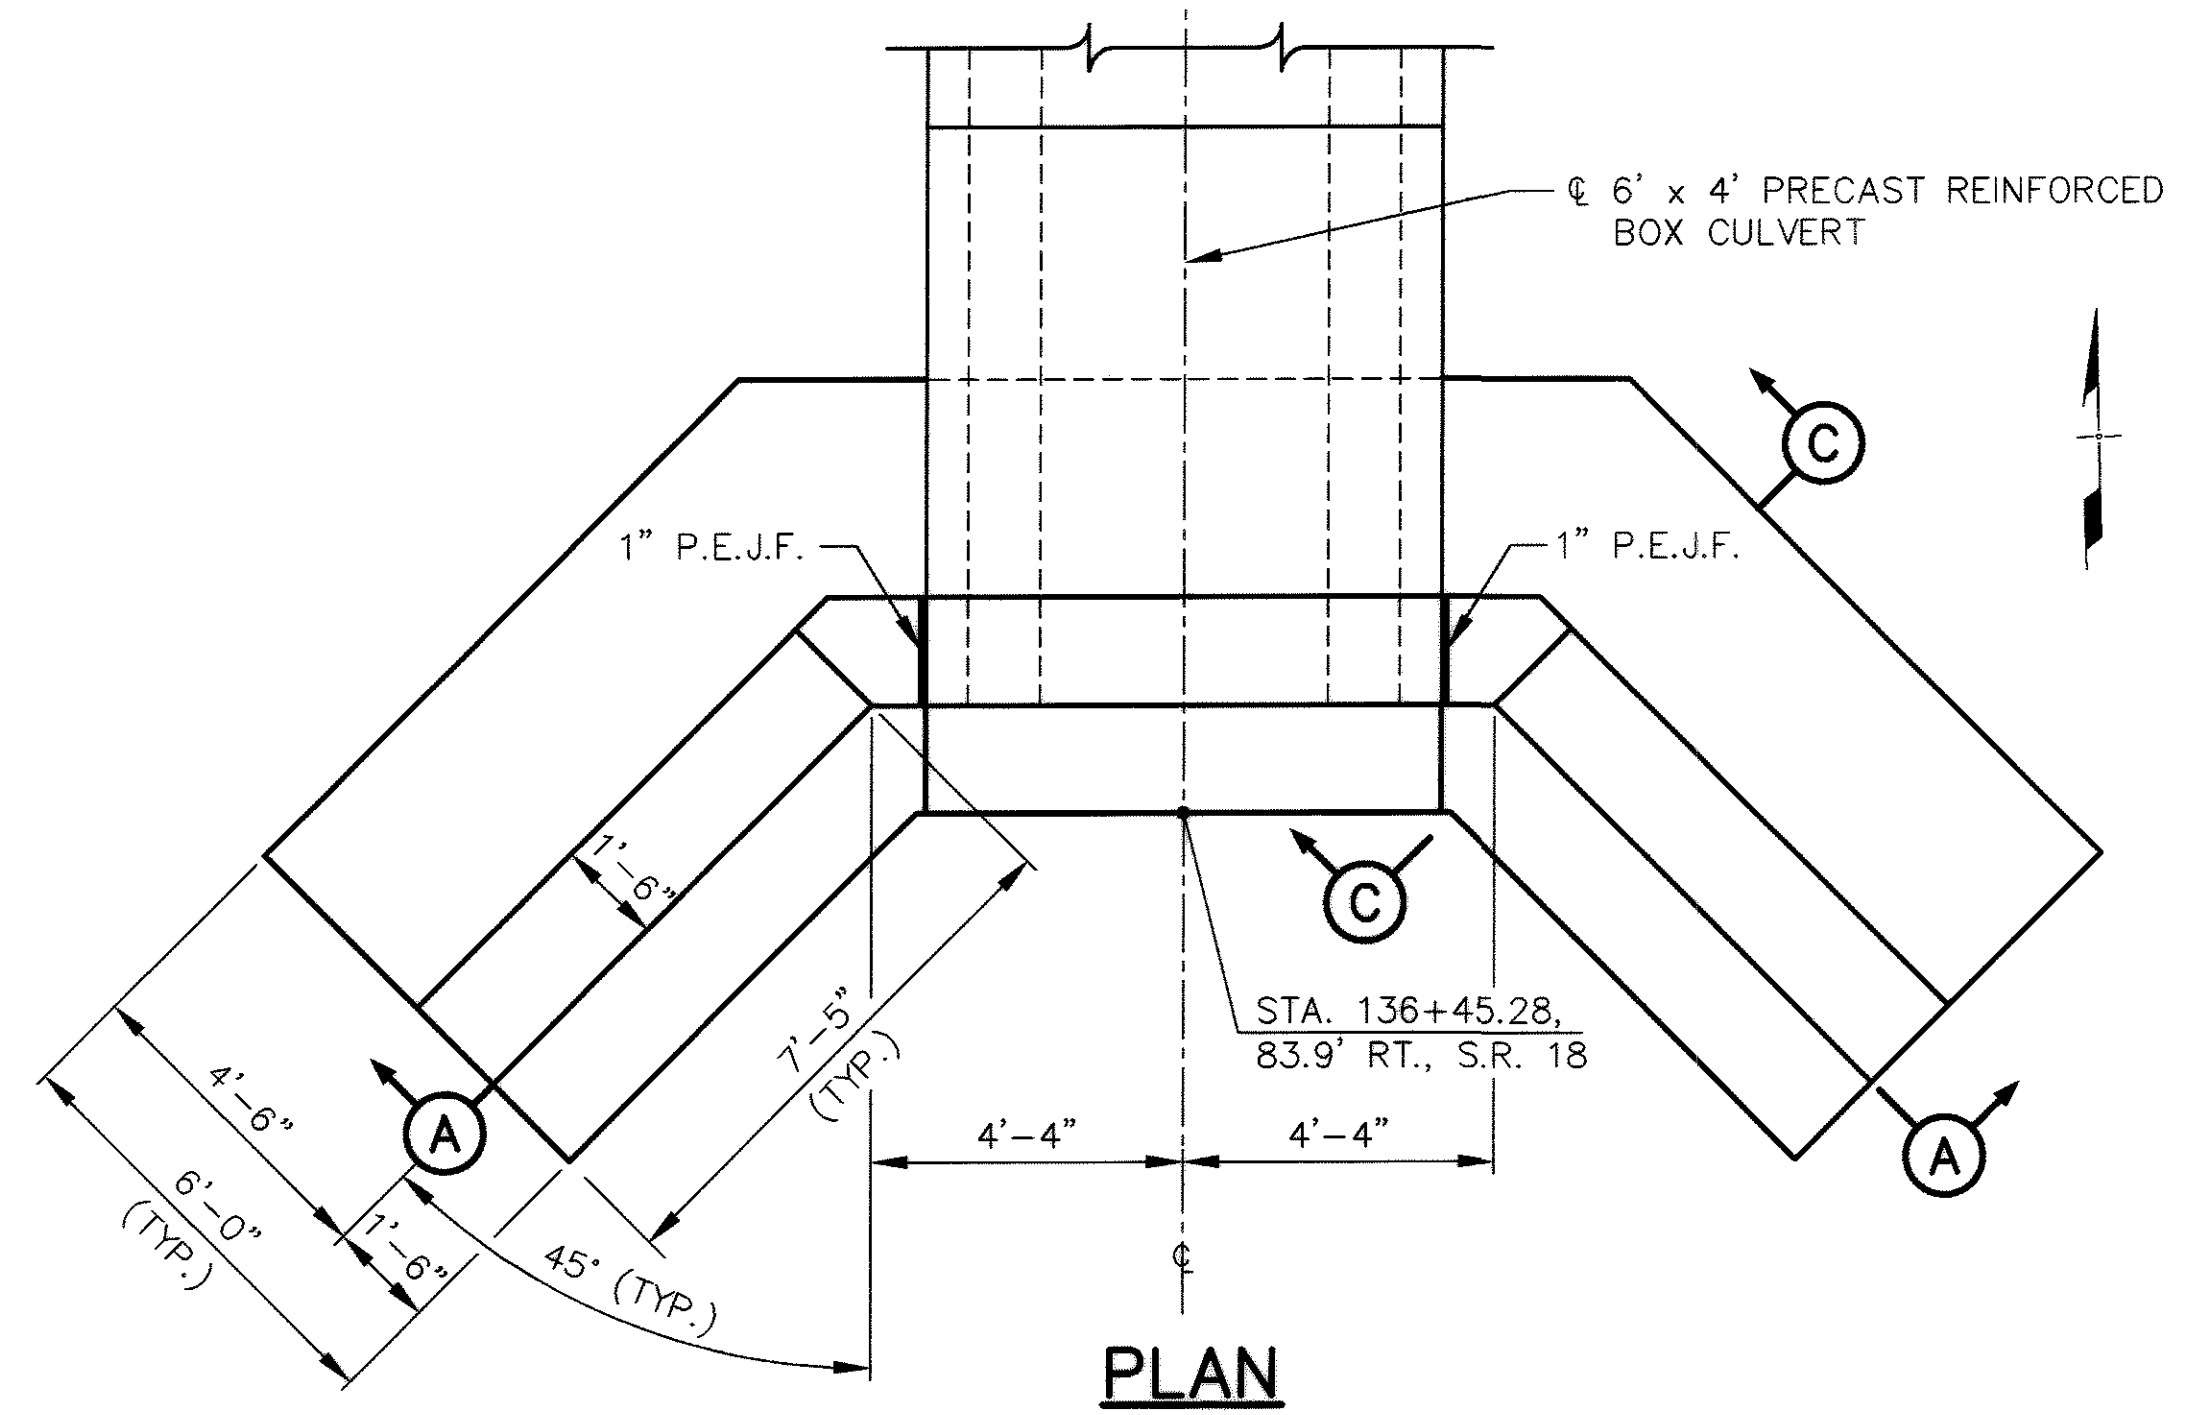 ℄ 6' x 4' PRECAST REINFORCED
BOX CULVERT
C
1" P.E.J.F.
1" P.E.J.F.
1'-6"
C
7'-5"
(TYP.)
STA. 136+45.28,
83.9' RT., S.R. 18
4'-6"
A
4'-4"
4'-4"
A
6'-0"
(TYP.)
1'-6"
45° (TYP.)
℄
PLAN